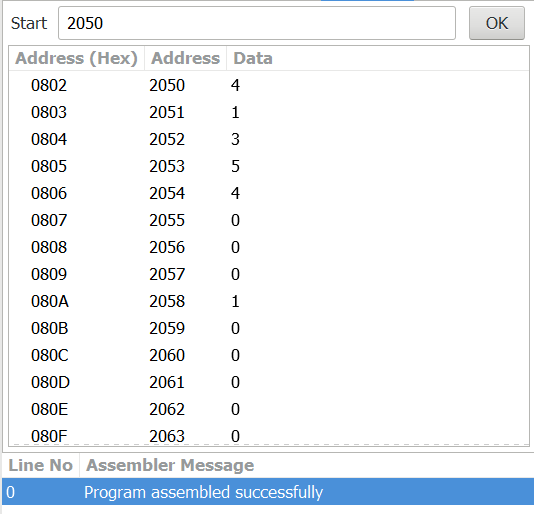 Start 2050 OK
Address (Hex) Address Data
0802 2050 4
0803 2051 1
0804 2052 3
0805 2053 5
0806 2054 4
0807 2055 0
0808 2056 0
0809 2057 0
080A 2058 1
080B 2059 0
080C 2060 0
080D 2061 0
080E 2062 0
080F 2063 0
Line No Assembler Message
0 Program assembled successfully